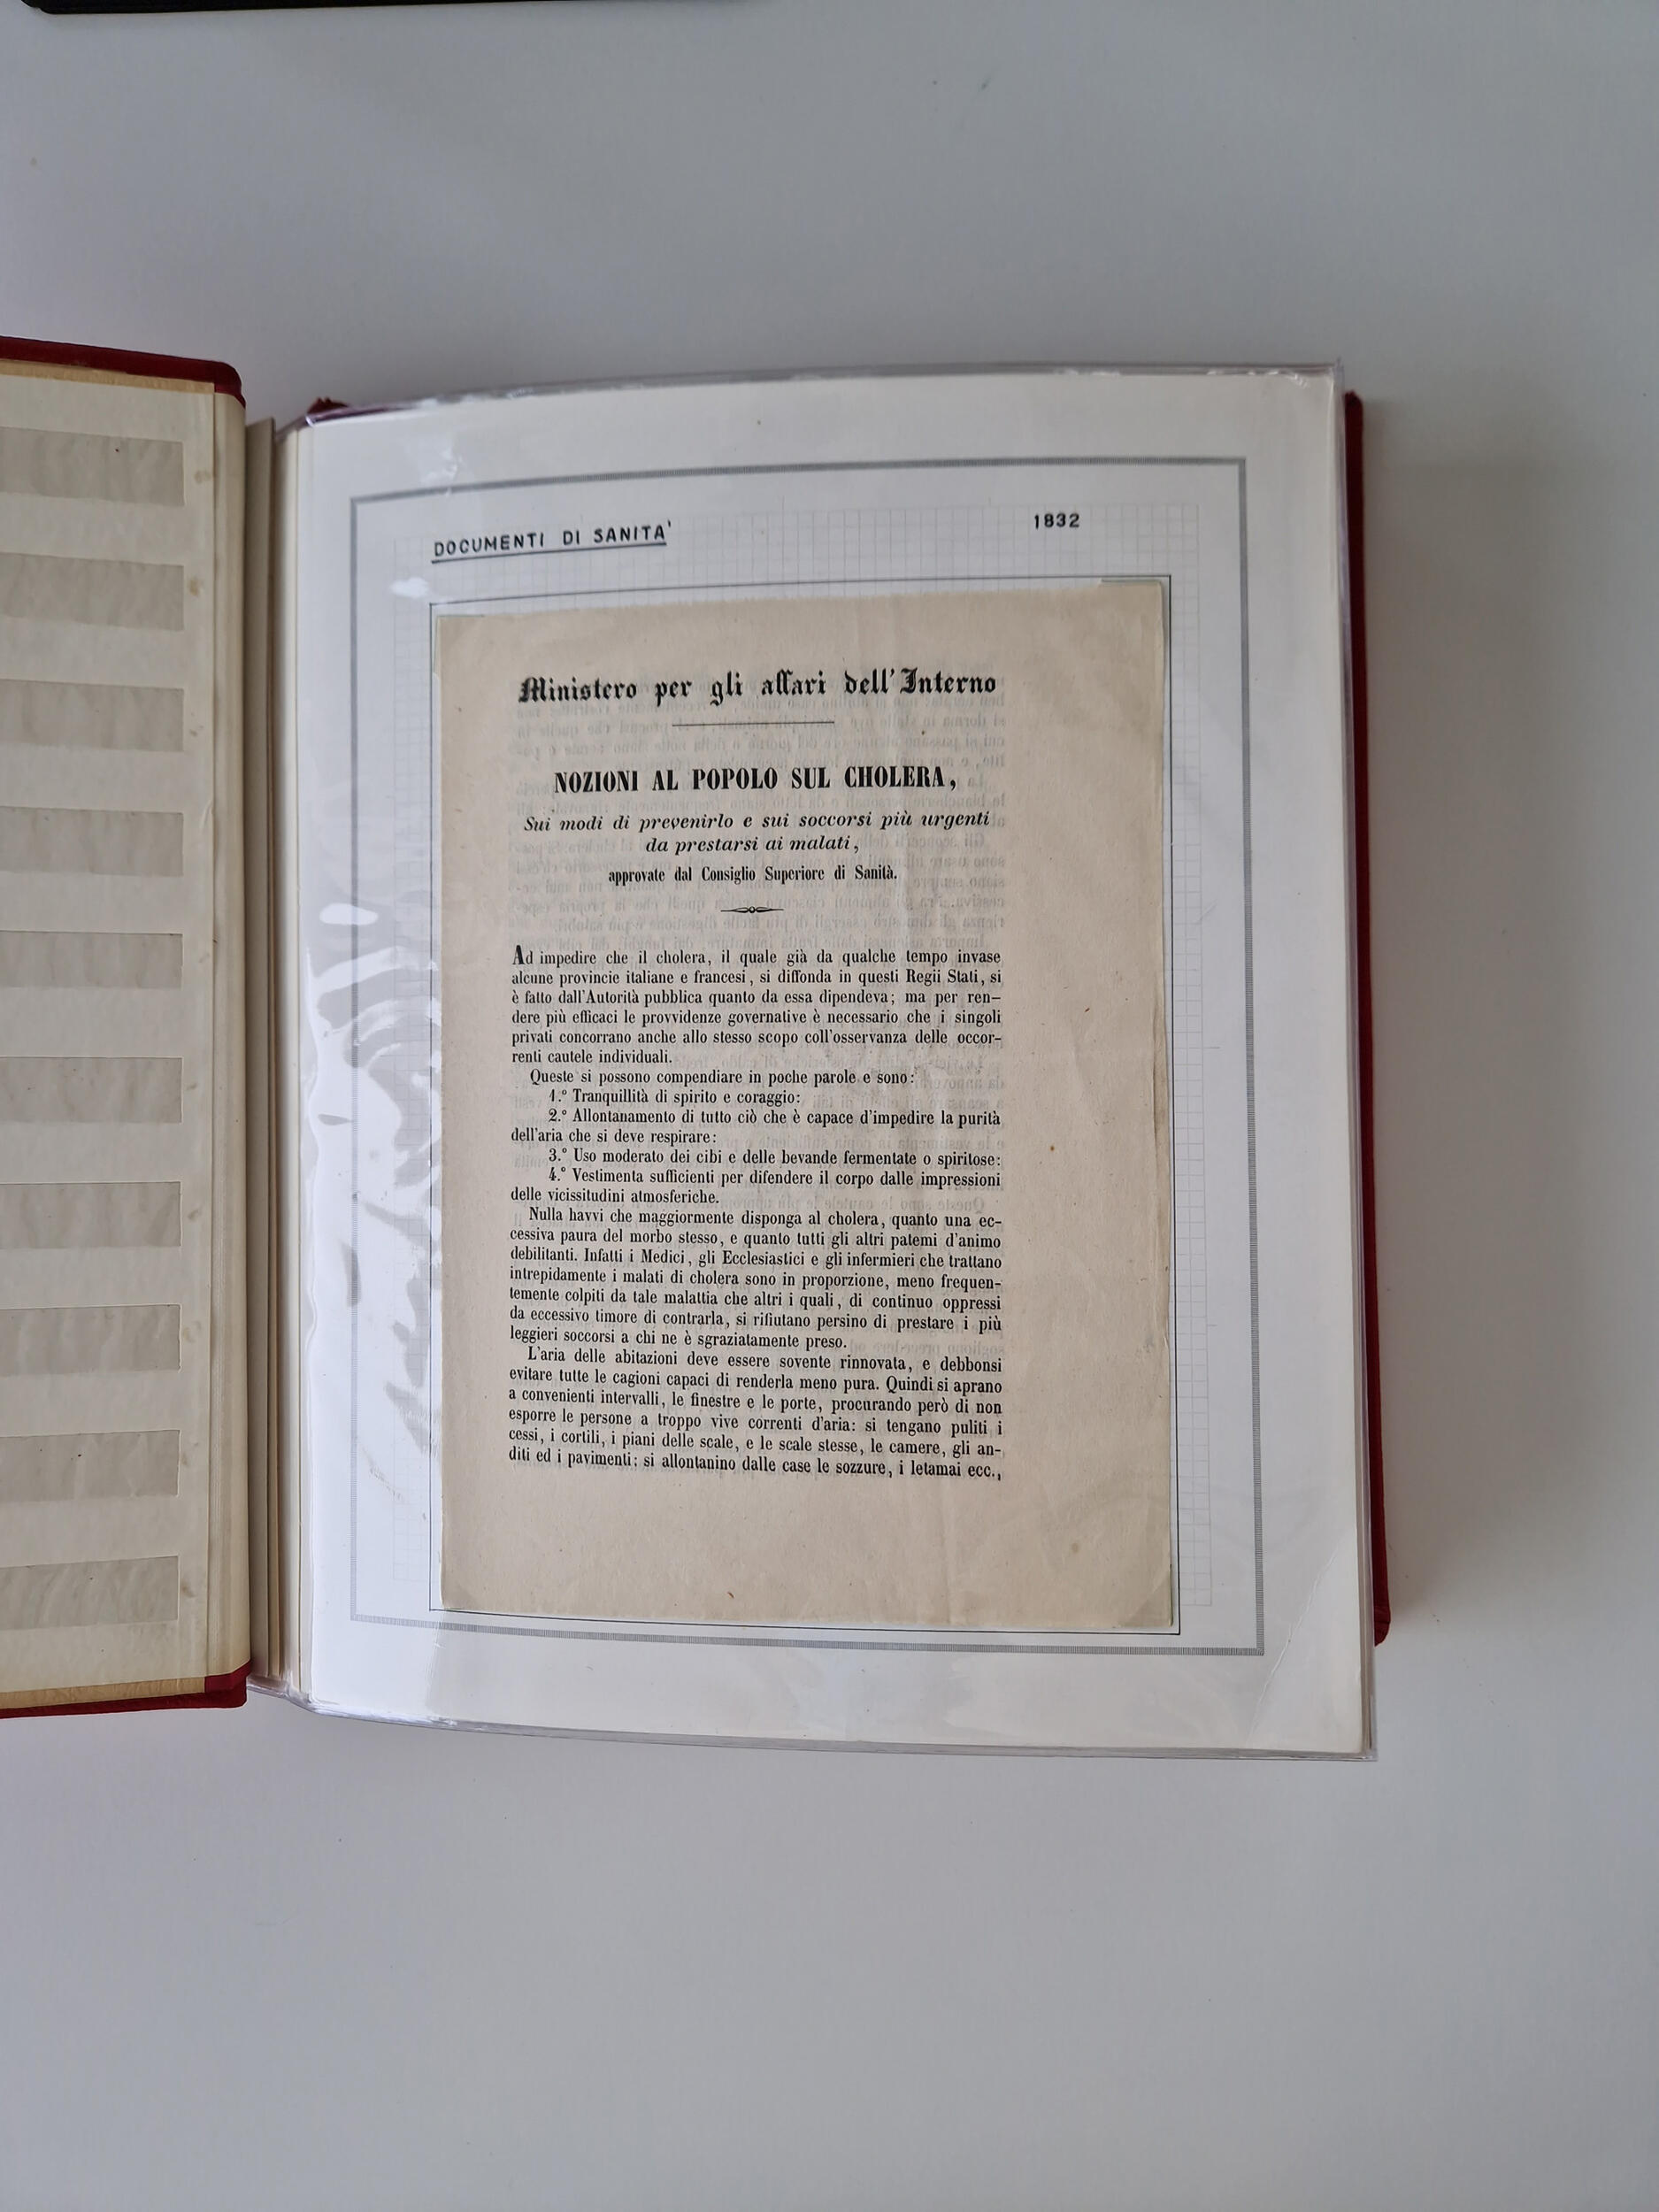 DOCUMENTI DI SANITA'
1832
Ministero per gli affari dell'Interno
NOZIONI AL POPOLO SUL CHOLERA,
Sui modi di prevenirlo e sui soccorsi più urgenti
da prestarsi ai malati,
approvate dal Consiglio Superiore di Sanità.
Ad impedire che il cholera, il quale già da qualche tempo invase
alcune provincie italiane e francesi, si diffonda in questi Regii Stati, si
è fatto dall'Autorità pubblica quanto da essa dipendeva; ma per ren-
dere più efficaci le provvidenze governative è necessario che i singoli
privati concorrano anche allo stesso scopo coll'osservanza delle occor-
renti cautele individuali.
Queste si possono compendiare in poche parole e sono:
1.° Tranquillità di spirito e coraggio:
2.° Allontanamento di tutto ciò che è capace d'impedire la purità
dell'aria che si deve respirare:
3.° Uso moderato dei cibi e delle bevande fermentate o spiritose:
4.° Vestimenta sufficienti per difendere il corpo dalle impressioni
delle vicissitudini atmosferiche.
Nulla havvi che maggiormente disponga al cholera, quanto una ec-
cessiva paura del morbo stesso, e quanto tutti gli altri patemi d'animo
debilitanti. Infatti i Medici, gli Ecclesiastici e gli infermieri che trattano
intrepidamente i malati di cholera sono in proporzione, meno frequen-
temente colpiti da tale malattia che altri i quali, di continuo oppressi
da eccessivo timore di contrarla, si rifiutano persino di prestare i più
leggieri soccorsi a chi ne è sgraziatamente preso.
L'aria delle abitazioni deve essere sovente rinnovata, e debbonsi
evitare tutte le cagioni capaci di renderla meno pura. Quindi si aprano
a convenienti intervalli, le finestre e le porte, procurando però di non
esporre le persone a troppo vive correnti d'aria: si tengano puliti i
cessi, i cortili, i piani delle scale, e le scale stesse, le camere, gli an-
diti ed i pavimenti; si allontanino dalle case le sozzure, i letamai ecc.,